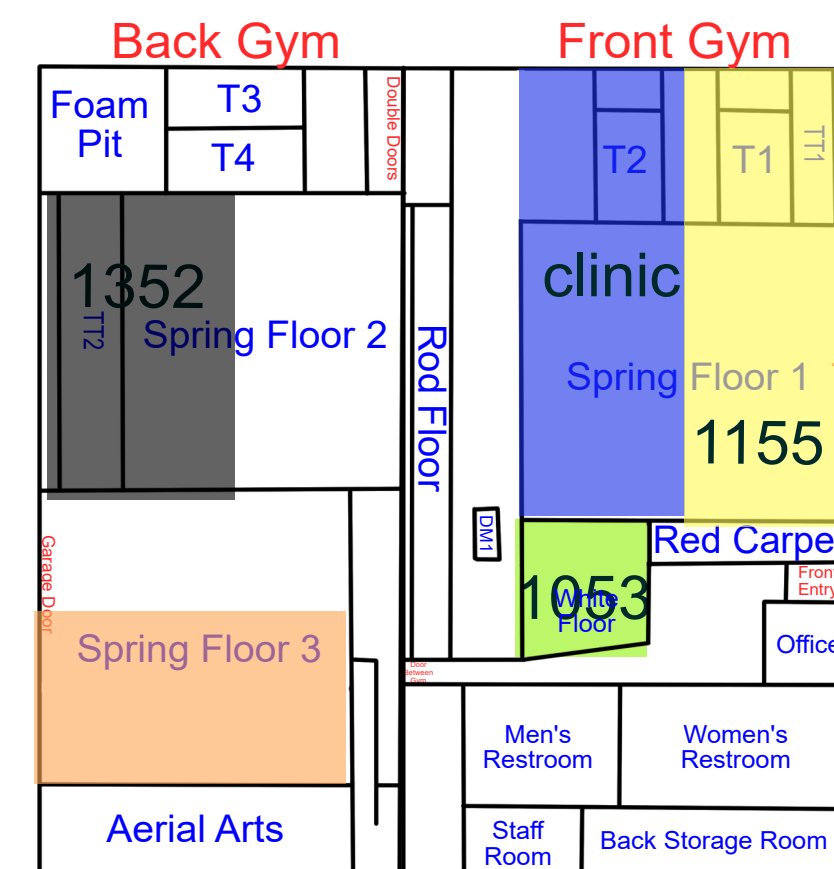 Back Gym
Front Gym
Foam
Pit
T3
T4
Double Doors
T2
T1
TT1
1352
TT2
Spring Floor 2
Rod Floor
clinic
Spring Floor 1
1155
DM1
Red Carpe
Garage Door
1053
White
Floor
Front
Entry
Spring Floor 3
Office
Door
Between
Gym
Men's
Restroom
Women's
Restroom
Aerial Arts
Staff
Room
Back Storage Room